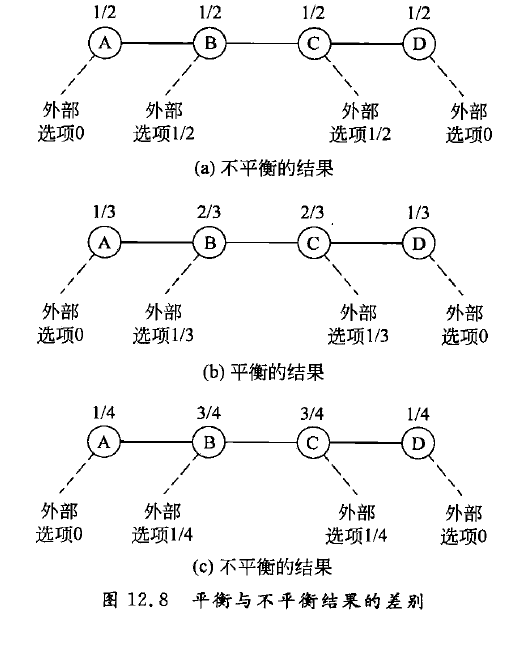 1/2 1/2 1/2 1/2
A B C D
外部 外部 外部 外部
选项0 选项1/2 选项1/2 选项0
(a) 不平衡的结果
1/3 2/3 2/3 1/3
A B C D
外部 外部 外部 外部
选项0 选项1/3 选项1/3 选项0
(b) 平衡的结果
1/4 3/4 3/4 1/4
A B C D
外部 外部 外部 外部
选项0 选项1/4 选项1/4 选项0
(c) 不平衡的结果
图 12.8 平衡与不平衡结果的差别